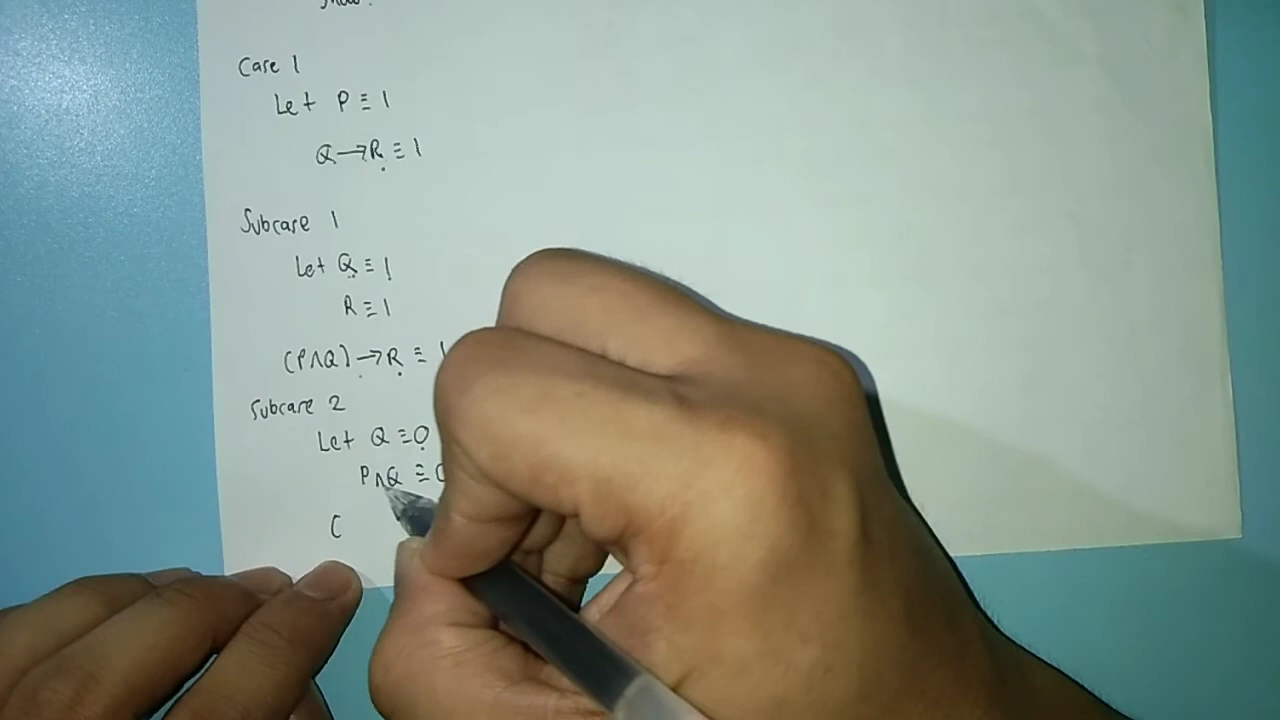 Case 1
Let P ≡ 1
Q → R ≡ 1
Subcase 1
Let Q ≡ 1
R ≡ 1
(P ∧ Q) → R ≡ 1
Subcase 2
Let Q ≡ 0
P ∧ Q ≡ 0
(